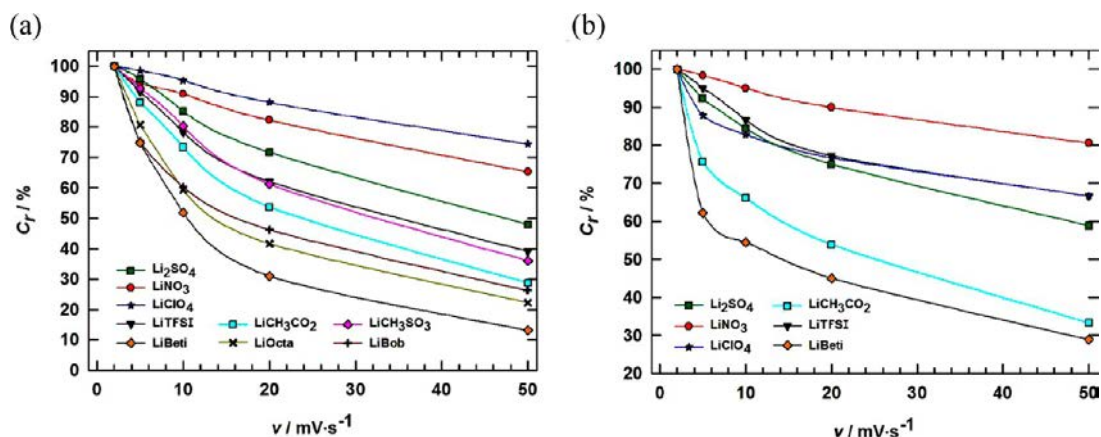 (a)
(b)
100
90
80
70
60
50
40
30
20
10
0
Cᵣ / %
Li₂SO₄
LiNO₃
LiClO₄
LiTFSI
LiCH₃CO₂
LiCH₃SO₃
LiBeti
LiOcta
LiBob
0 10 20 30 40 50
v / mV·s⁻¹
100
90
80
70
60
50
40
30
20
Cᵣ / %
Li₂SO₄
LiCH₃CO₂
LiNO₃
LiTFSI
LiClO₄
LiBeti
0 10 20 30 40 50
v / mV·s⁻¹